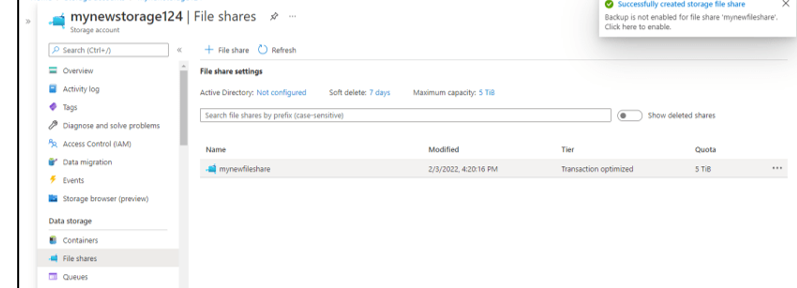 mynewstorage124 | File shares
Storage account
Successfully created storage file share
Backup is not enabled for file share 'mynewfileshare'.
Click here to enable.
Search (Ctrl+/)
File share
Refresh
Overview
Activity log
Tags
Diagnose and solve problems
Access Control (IAM)
Data migration
Events
Storage browser (preview)
Data storage
Containers
File shares
Queues
File share settings
Active Directory: Not configured Soft delete: 7 days Maximum capacity: 5 TiB
Search file shares by prefix (case-sensitive)
Show deleted shares
Name Modified Tier Quota
mynewfileshare 2/3/2022, 4:20:16 PM Transaction optimized 5 TiB